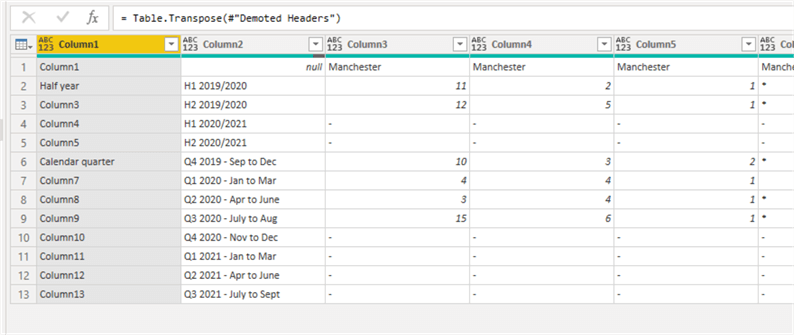 fx = Table.Transpose(#"Demoted Headers")
ABC 123 Column1 ABC 123 Column2 ABC 123 Column3 ABC 123 Column4 ABC 123 Column5 ABC 123
1 Column1 null Manchester Manchester Manchester
2 Half year H1 2019/2020 11 2 1 *
3 Column3 H2 2019/2020 12 5 1 *
4 Column4 H1 2020/2021 - - - -
5 Column5 H2 2020/2021 - - - -
6 Calendar quarter Q4 2019 - Sep to Dec 10 3 2 *
7 Column7 Q1 2020 - Jan to Mar 4 4 1
8 Column8 Q2 2020 - Apr to June 3 4 1 *
9 Column9 Q3 2020 - July to Aug 15 6 1 *
10 Column10 Q4 2020 - Nov to Dec - - - -
11 Column11 Q1 2021 - Jan to Mar - - - -
12 Column12 Q2 2021 - Apr to June - - - -
13 Column13 Q3 2021 - July to Sept - - - -